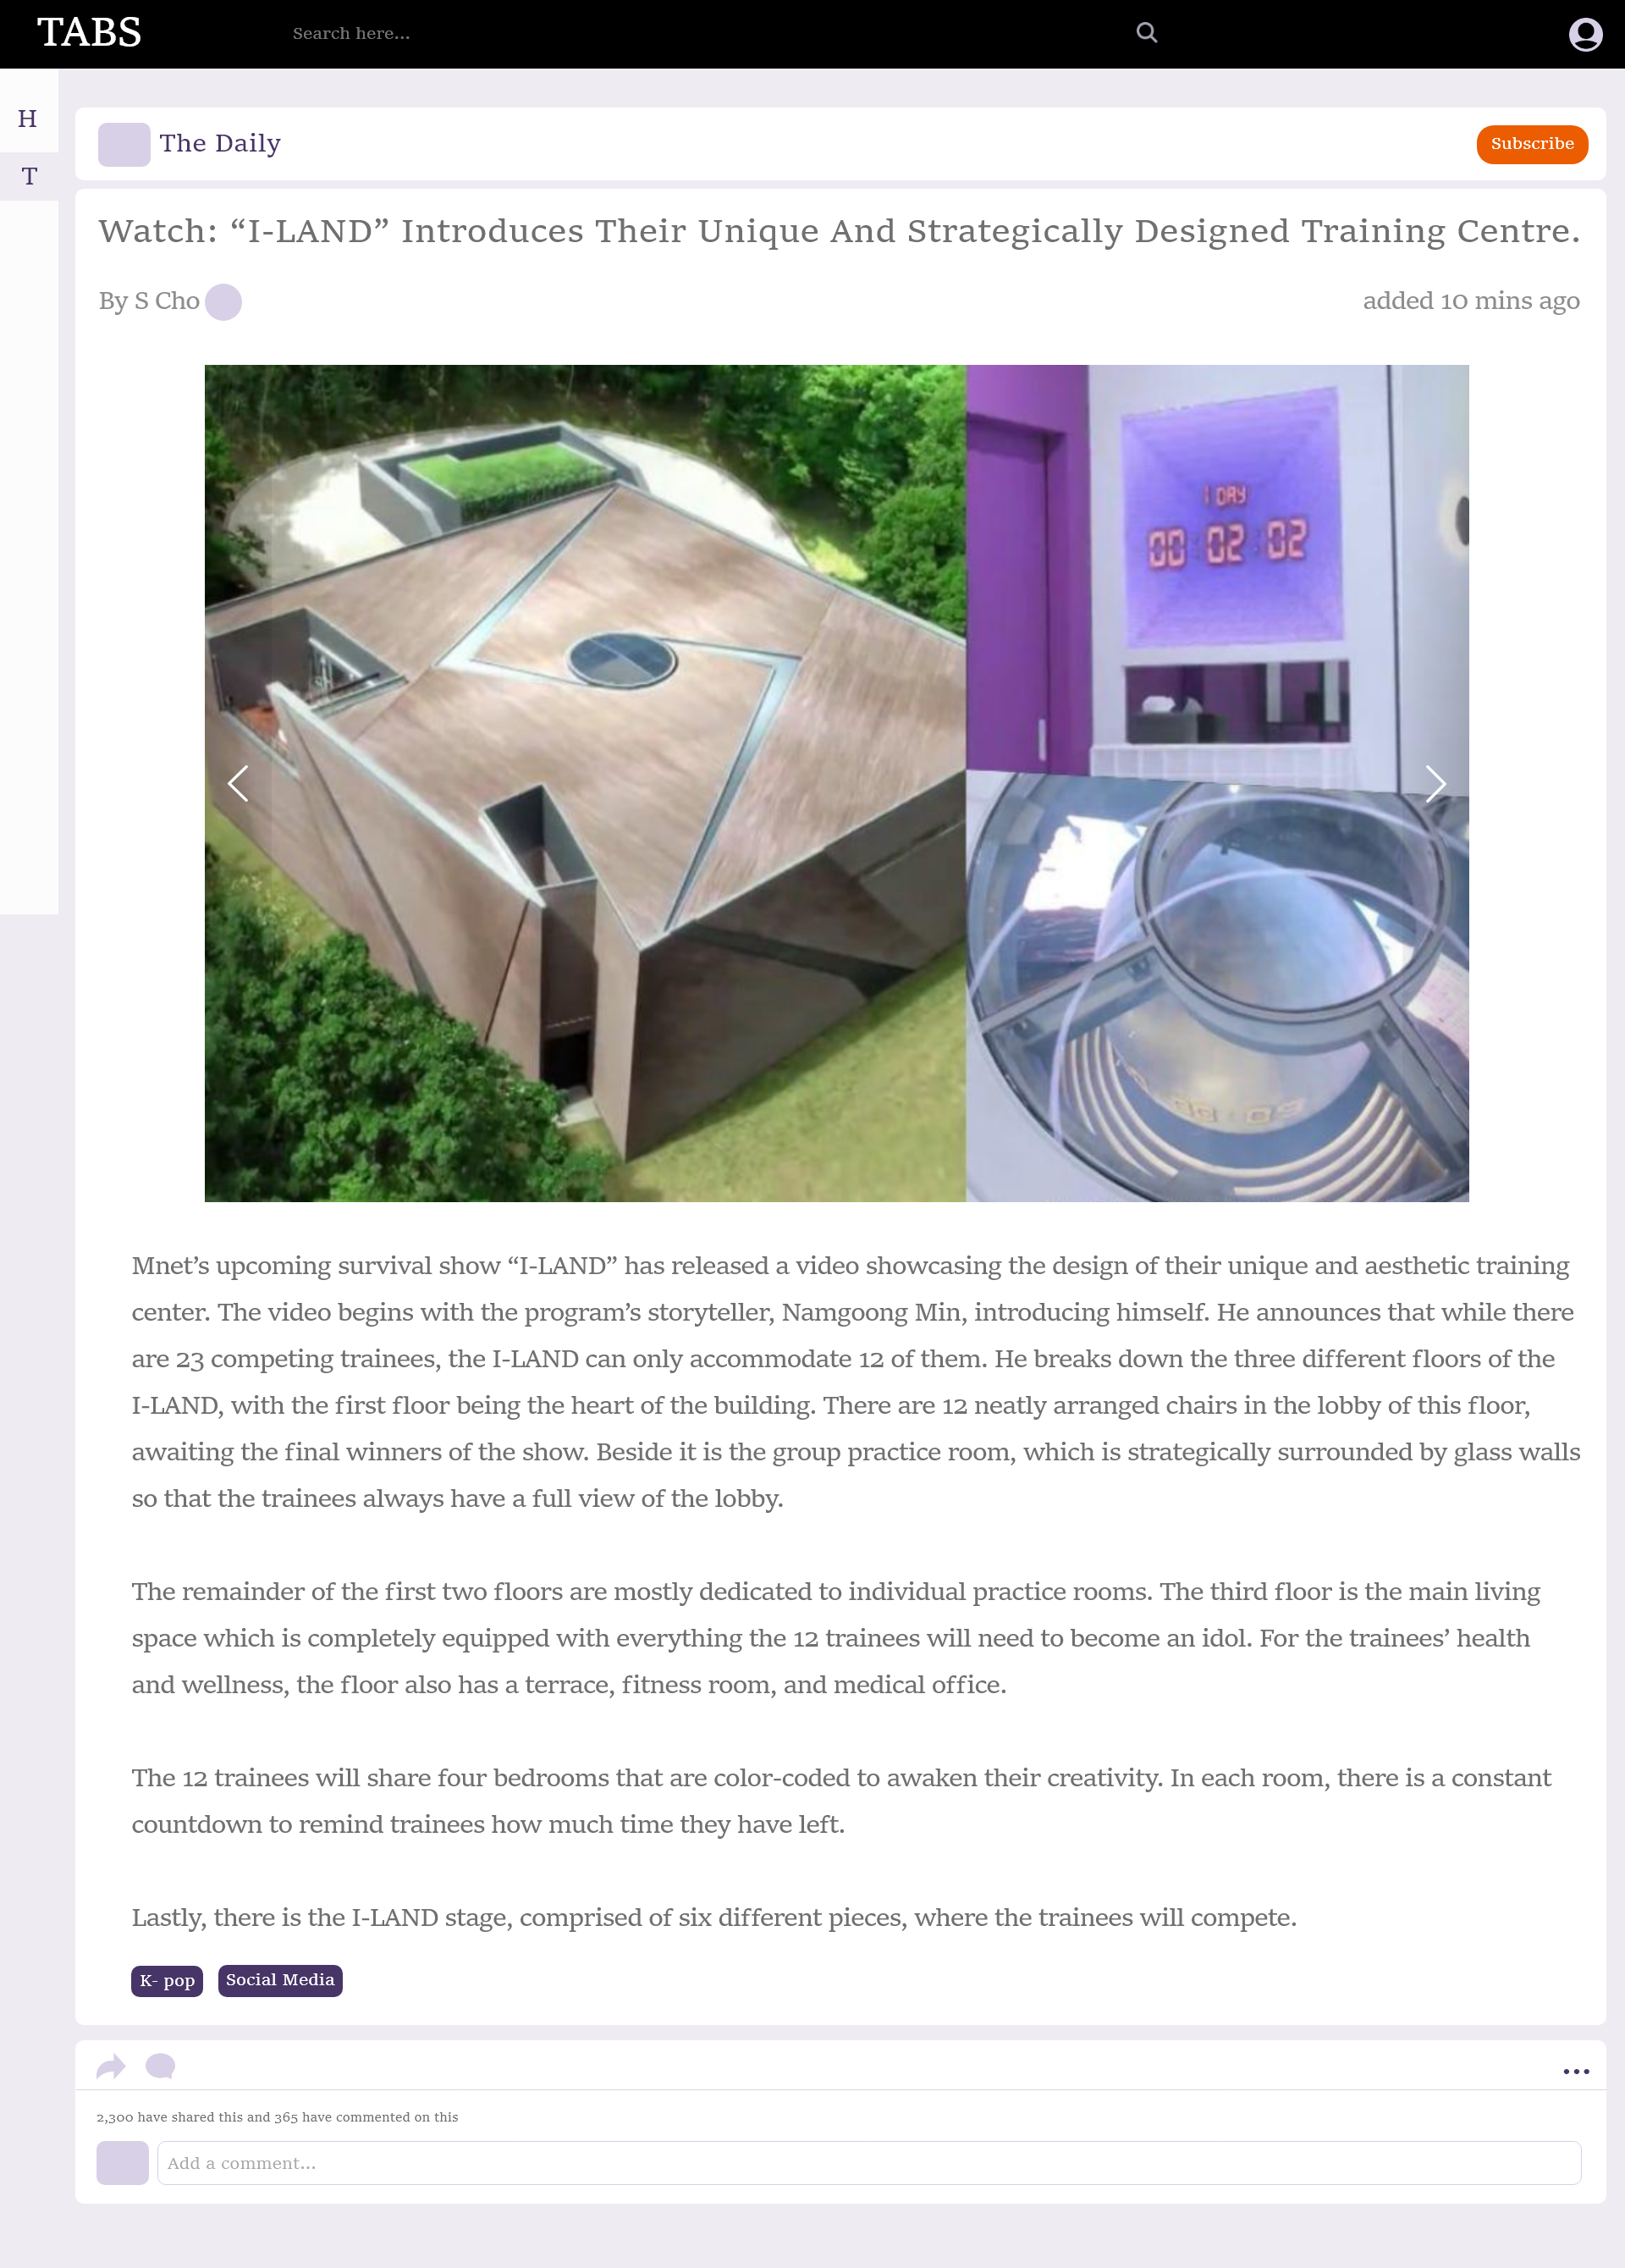 TABS
Search here...
H
T
The Daily
Subscribe
Watch: “I-LAND” Introduces Their Unique And Strategically Designed Training Centre.
By S Cho
added 10 mins ago
1 DAY
00 : 02 : 02
Mnet’s upcoming survival show “I-LAND” has released a video showcasing the design of their unique and aesthetic training
center. The video begins with the program’s storyteller, Namgoong Min, introducing himself. He announces that while there
are 23 competing trainees, the I-LAND can only accommodate 12 of them. He breaks down the three different floors of the
I-LAND, with the first floor being the heart of the building. There are 12 neatly arranged chairs in the lobby of this floor,
awaiting the final winners of the show. Beside it is the group practice room, which is strategically surrounded by glass walls
so that the trainees always have a full view of the lobby.
The remainder of the first two floors are mostly dedicated to individual practice rooms. The third floor is the main living
space which is completely equipped with everything the 12 trainees will need to become an idol. For the trainees’ health
and wellness, the floor also has a terrace, fitness room, and medical office.
The 12 trainees will share four bedrooms that are color-coded to awaken their creativity. In each room, there is a constant
countdown to remind trainees how much time they have left.
Lastly, there is the I-LAND stage, comprised of six different pieces, where the trainees will compete.
K- pop
Social Media
2,300 have shared this and 365 have commented on this
Add a comment...